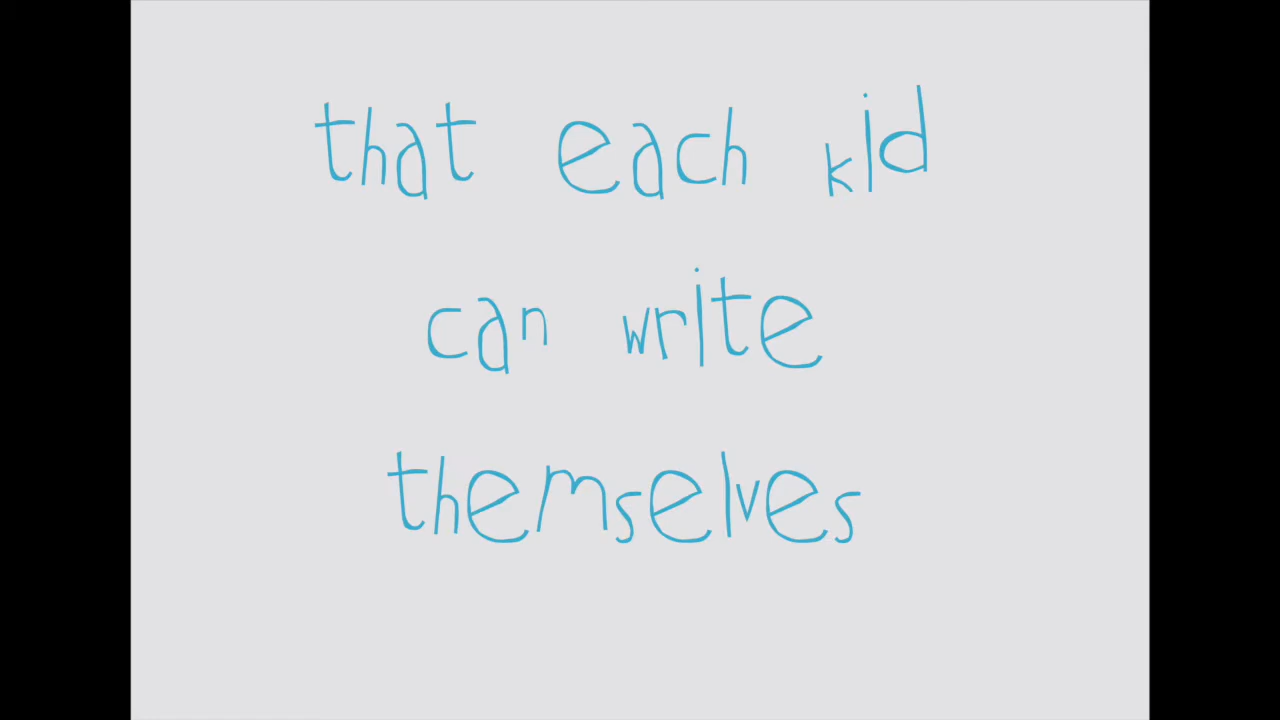 that each kid
can write
themselves